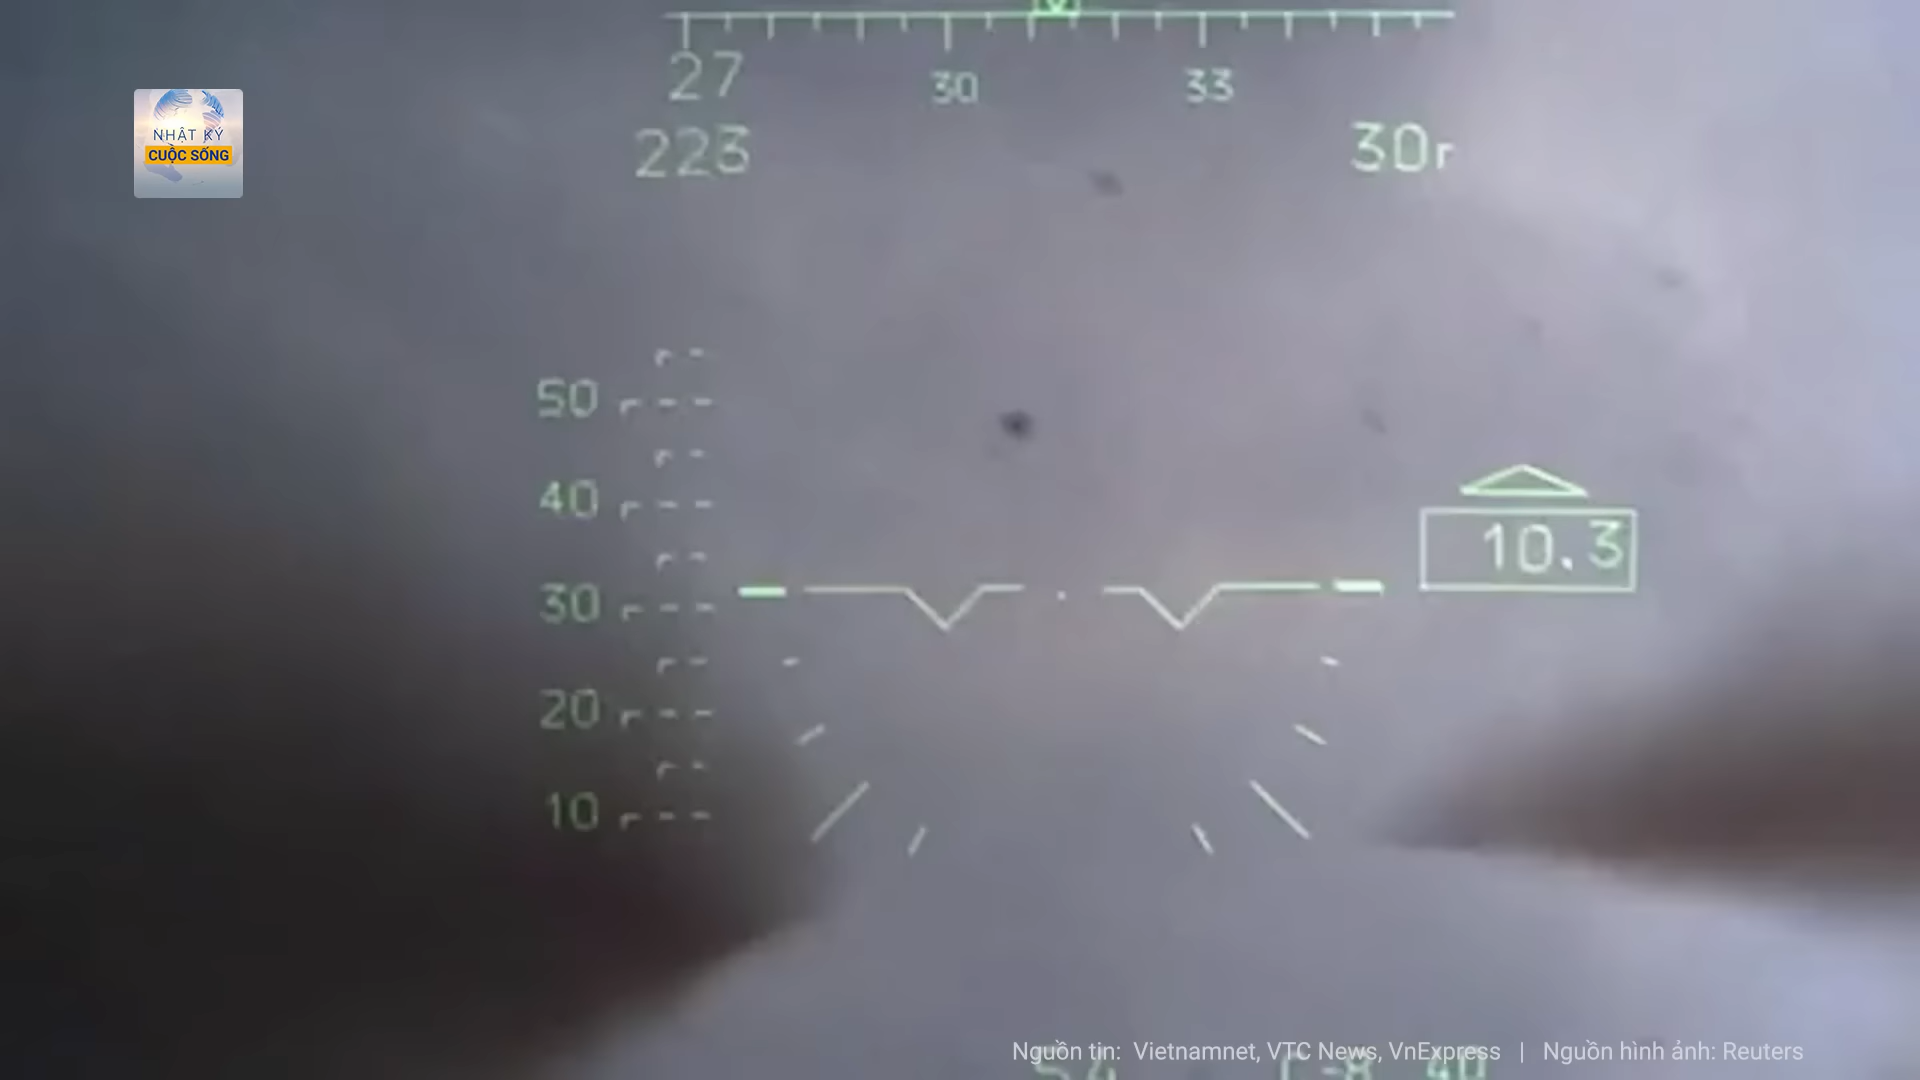 27 30 33
223 30г
NHẬT KÝ
CUỘC SỐNG
50
40
10.3
30
20
10
Nguồn tin: Vietnamnet, VTC News, VnExpress | Nguồn hình ảnh: Reuters